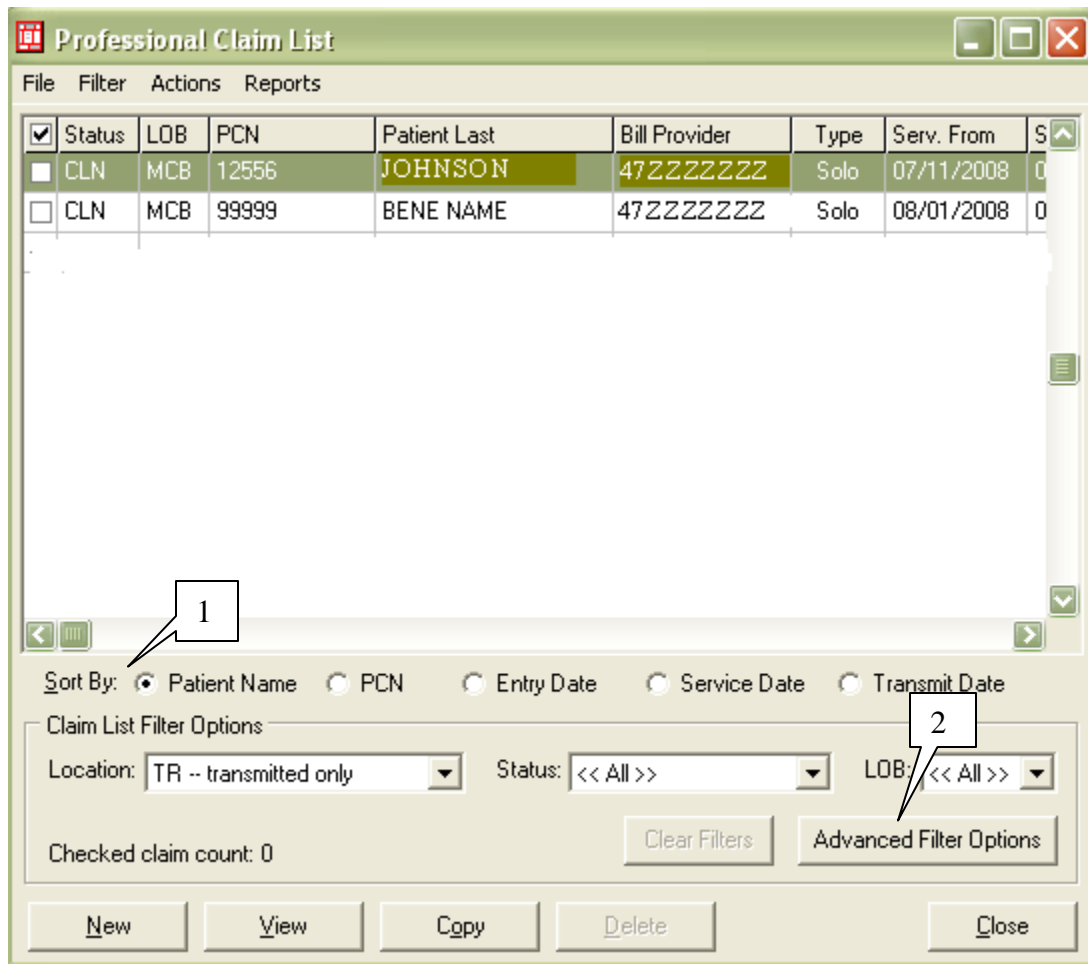 Professional Claim List
File Filter Actions Reports
Status LOB PCN Patient Last Bill Provider Type Serv. From S
CLN MCB 12556 JOHNSON 47ZZZZZZZ Solo 07/11/2008 0
CLN MCB 99999 BENE NAME 47ZZZZZZZ Solo 08/01/2008 0
1
Sort By: Patient Name PCN Entry Date Service Date Transmit Date
2
Claim List Filter Options
Location: TR -- transmitted only Status: << All >> LOB: << All >>
Clear Filters Advanced Filter Options
Checked claim count: 0
New View Copy Delete Close